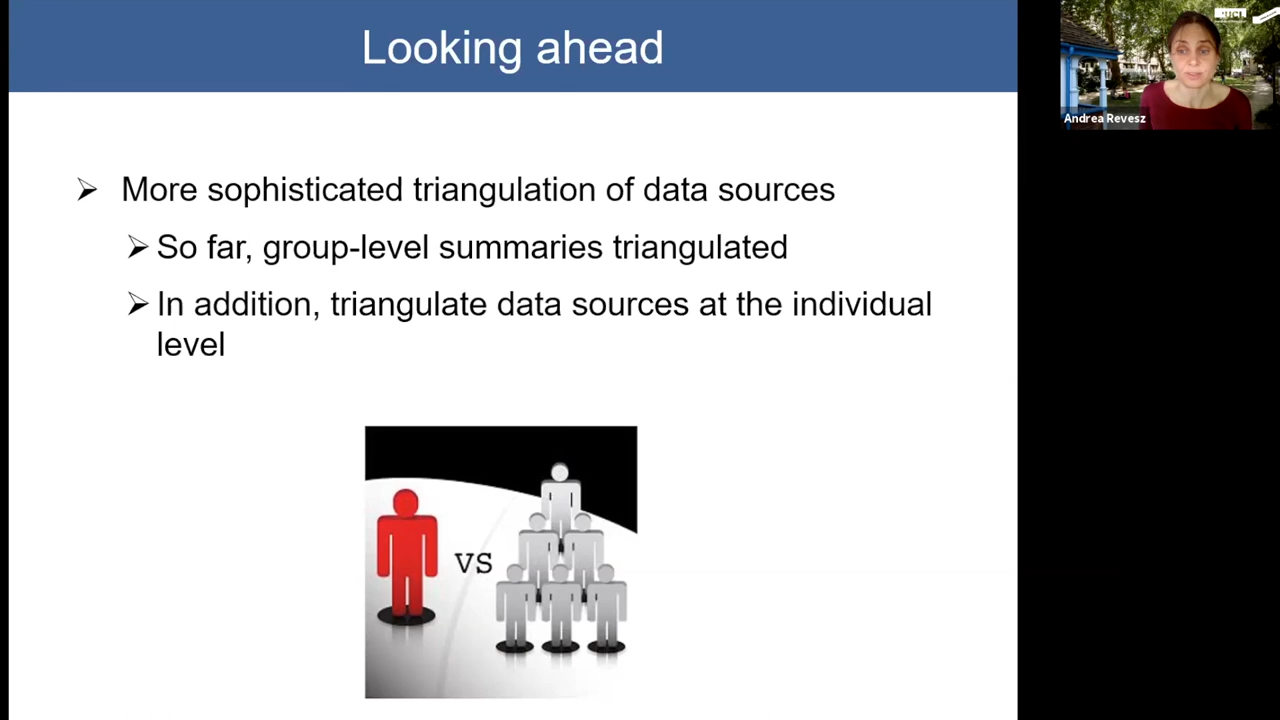 Looking ahead
More sophisticated triangulation of data sources
So far, group-level summaries triangulated
In addition, triangulate data sources at the individual
level
vs
UCL
Andrea Revesz